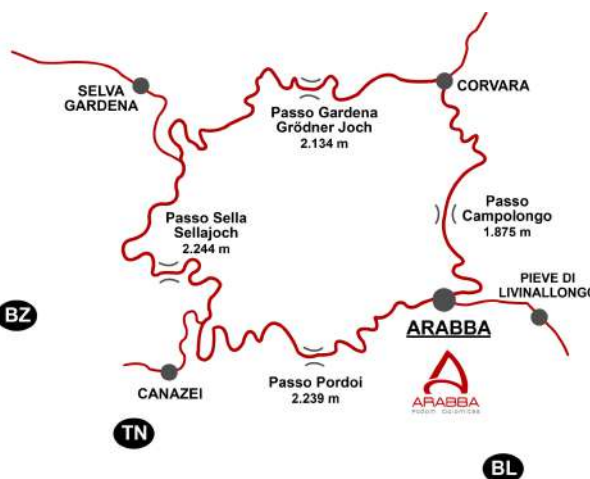 SELVA
GARDENA
CORVARA
Passo Gardena
Grödner Joch
2.134 m
Passo Sella
Sellajoch
2.244 m
Passo
Campolongo
1.875 m
PIEVE DI
LIVINALLONGO
BZ
ARABBA
CANAZEI
Passo Pordoi
2.239 m
ARABBA
TN
BL